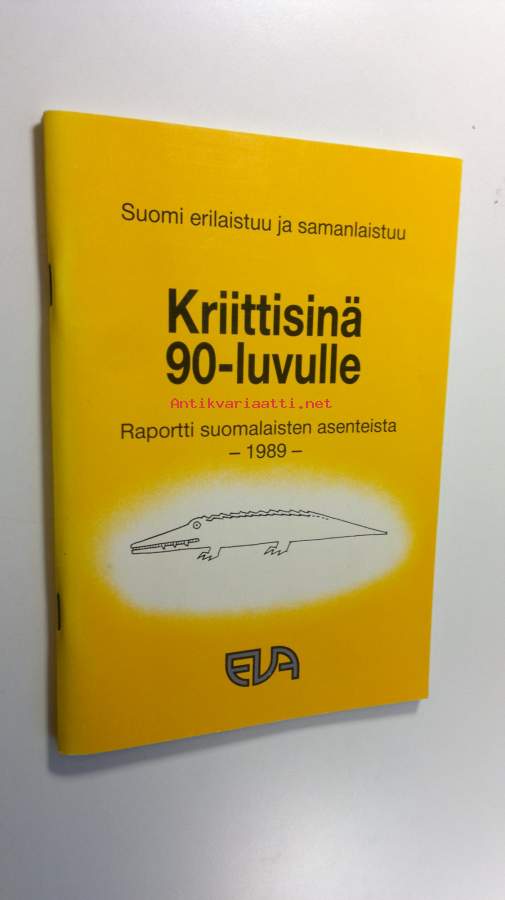 Suomi erilaistuu ja samanlaistuu
Kriittisinä
90-luvulle
Antikvariaatti.net
Raportti suomalaisten asenteista
– 1989 –
EVA